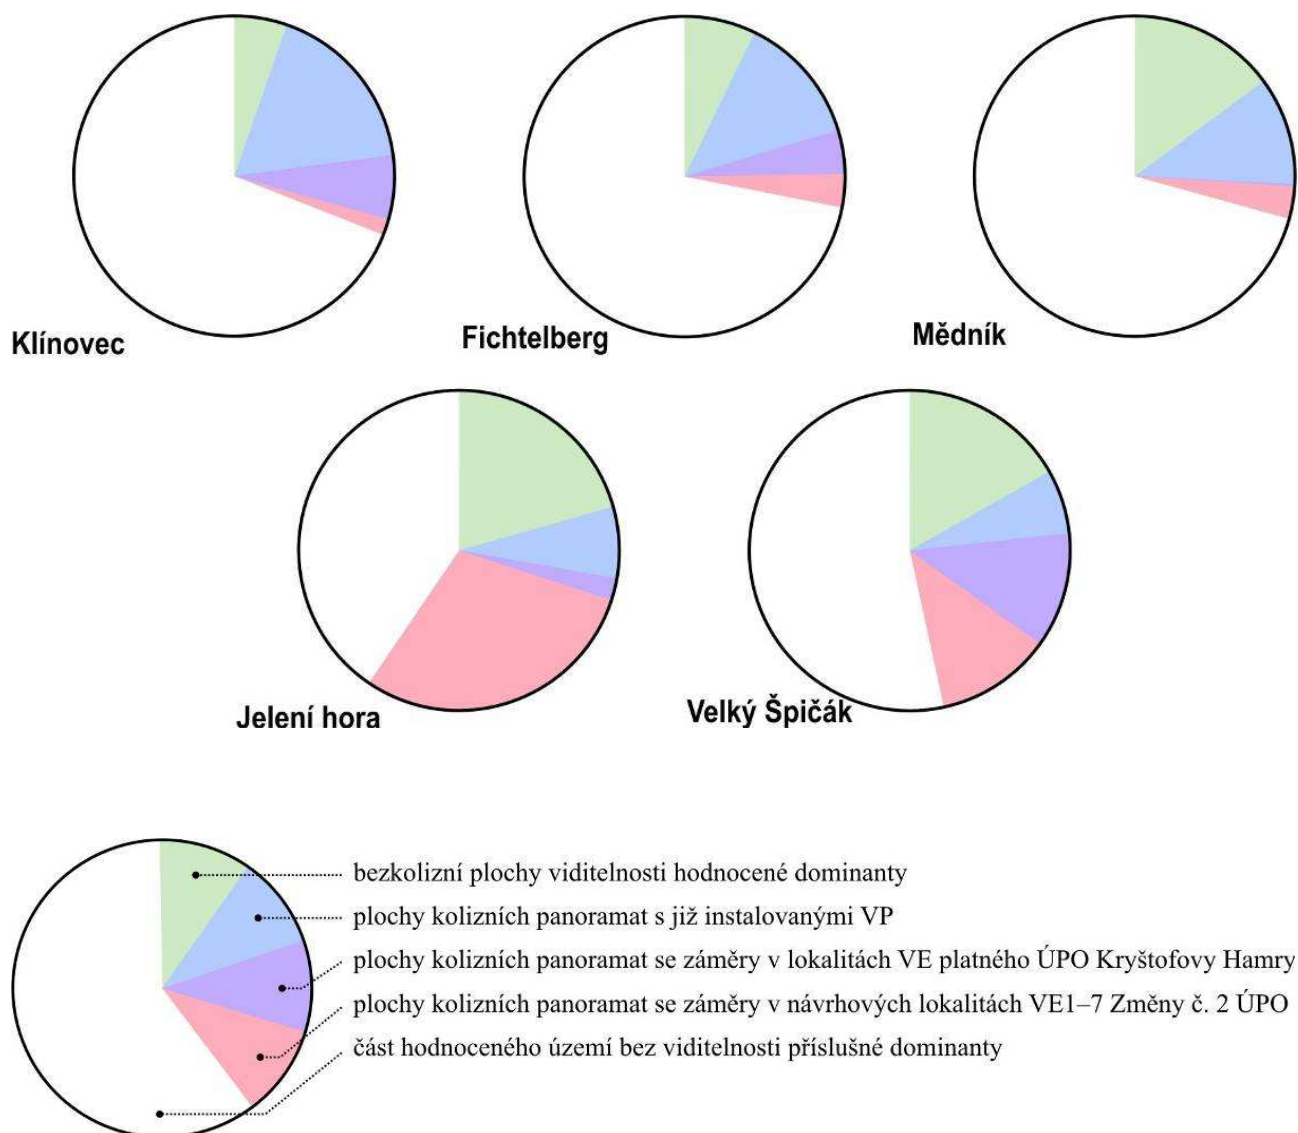 Klínovec
Fichtelberg
Mědník
Jelení hora
Velký Špičák
bezkolizní plochy viditelnosti hodnocené dominanty
plochy kolizních panoramat s již instalovanými VP
plochy kolizních panoramat se záměry v lokalitách VE platného ÚPO Kryštofovy Hamry
plochy kolizních panoramat se záměry v návrhových lokalitách VE1–7 Změny č. 2 ÚPO
část hodnoceného území bez viditelnosti příslušné dominanty